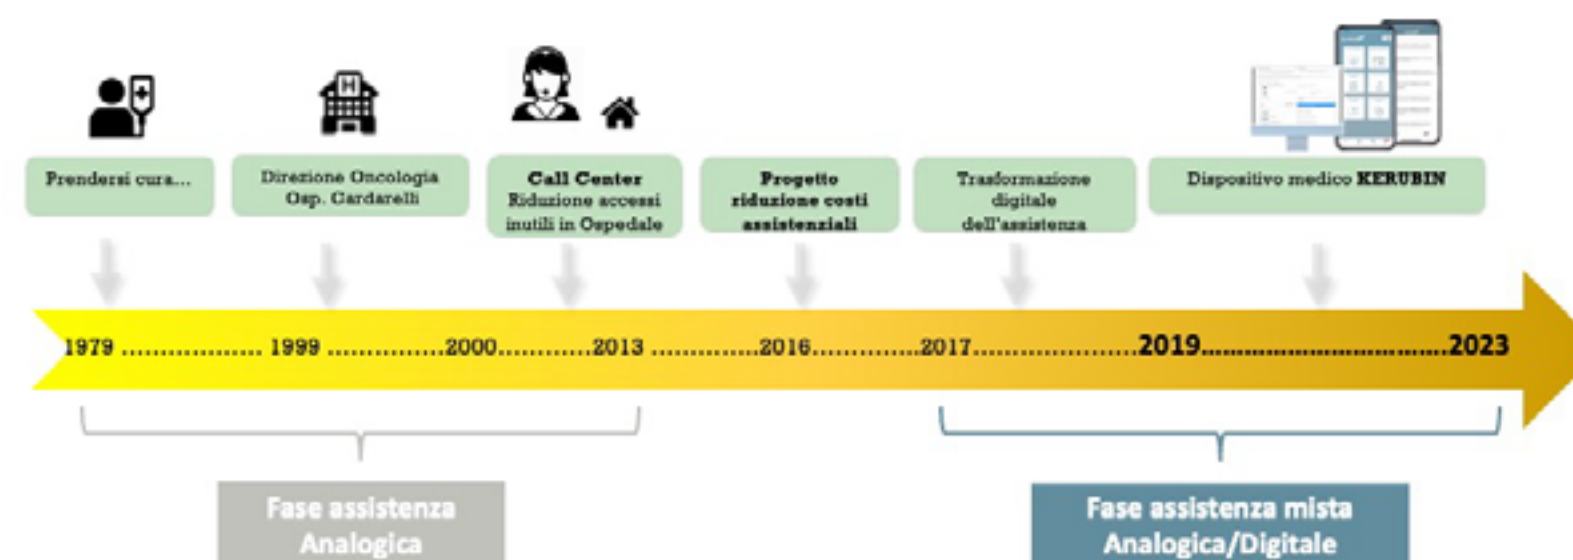 H
Prendersi cura...
Direzione Oncologia
Osp. Cardarelli
Call Center
Riduzione accessi
inutili in Ospedale
Progetto
riduzione costi
assistenziali
Trasformazione
digitale
dell'assistenza
Dispositivo medico KERUBIN
1979 .................. 1999 ...............2000............2013 ..............2016..............2017.....................2019..................................2023
Fase assistenza
Analogica
Fase assistenza mista
Analogica/Digitale